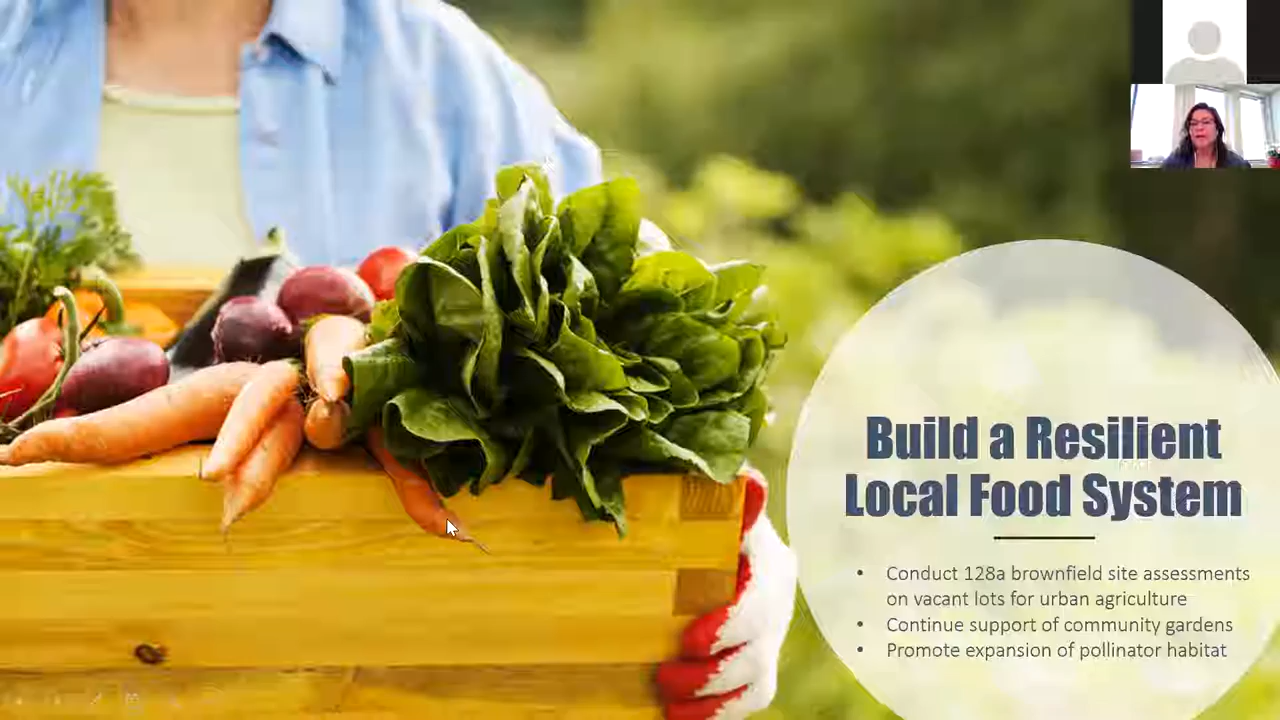 Build a Resilient
Local Food System
• Conduct 128a brownfield site assessments
on vacant lots for urban agriculture
• Continue support of community gardens
• Promote expansion of pollinator habitat